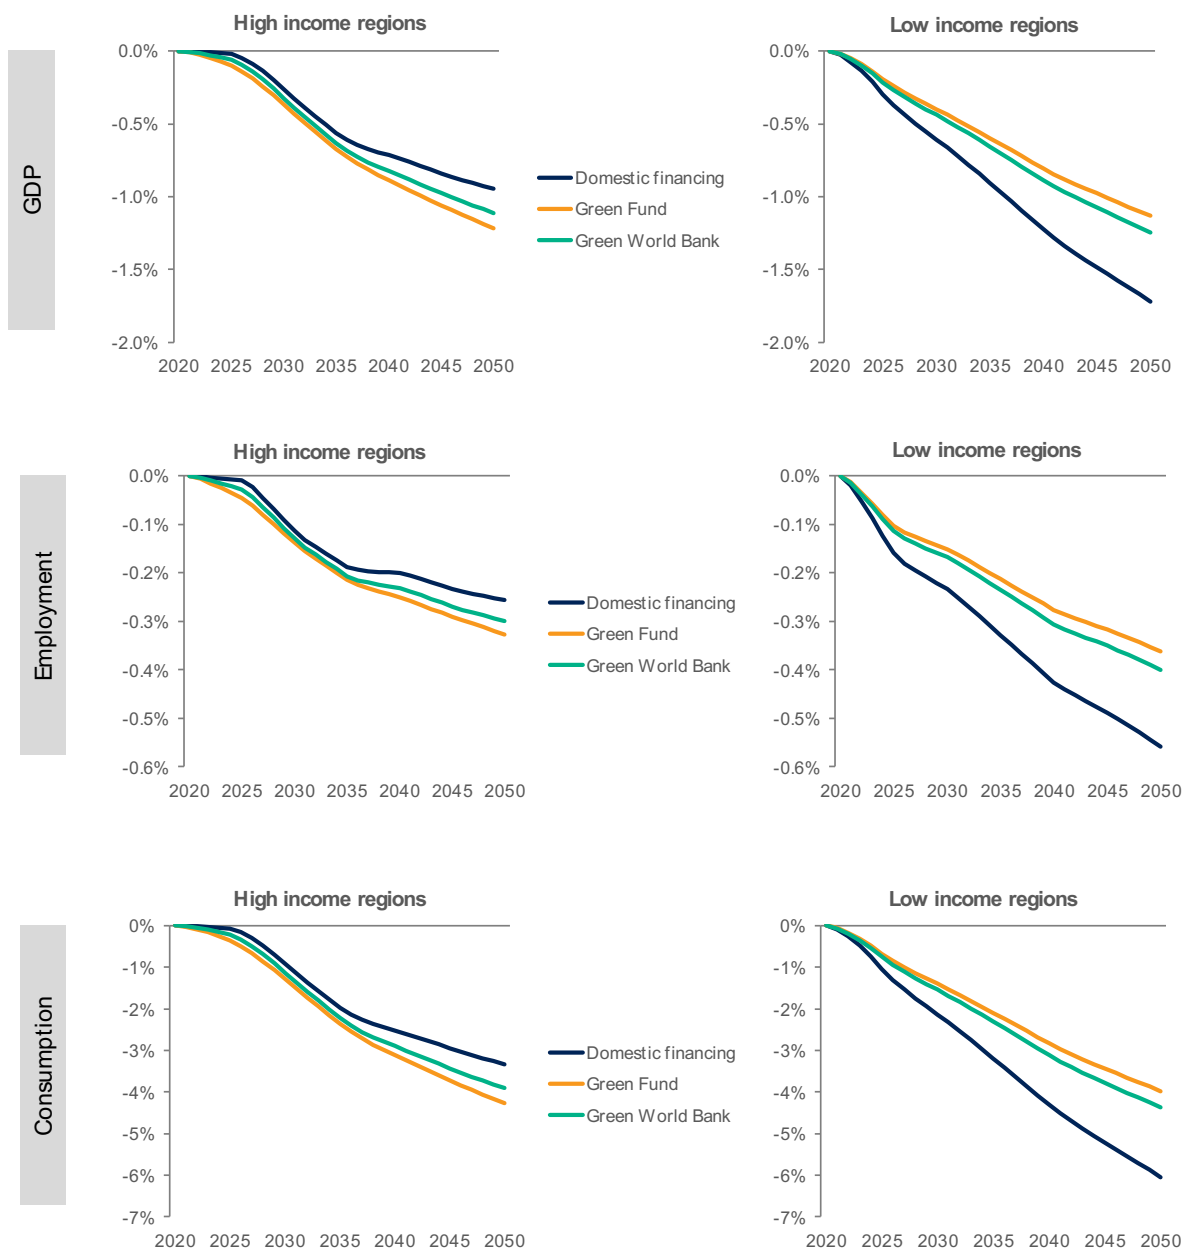 High income regions
Low income regions
GDP
0.0%
-0.5%
-1.0%
-1.5%
-2.0%
2020 2025 2030 2035 2040 2045 2050
Domestic financing
Green Fund
Green World Bank
0.0%
-0.5%
-1.0%
-1.5%
-2.0%
2020 2025 2030 2035 2040 2045 2050
High income regions
Low income regions
Employment
0.0%
-0.1%
-0.2%
-0.3%
-0.4%
-0.5%
-0.6%
2020 2025 2030 2035 2040 2045 2050
Domestic financing
Green Fund
Green World Bank
0.0%
-0.1%
-0.2%
-0.3%
-0.4%
-0.5%
-0.6%
2020 2025 2030 2035 2040 2045 2050
High income regions
Low income regions
Consumption
0%
-1%
-2%
-3%
-4%
-5%
-6%
-7%
2020 2025 2030 2035 2040 2045 2050
Domestic financing
Green Fund
Green World Bank
0%
-1%
-2%
-3%
-4%
-5%
-6%
-7%
2020 2025 2030 2035 2040 2045 2050